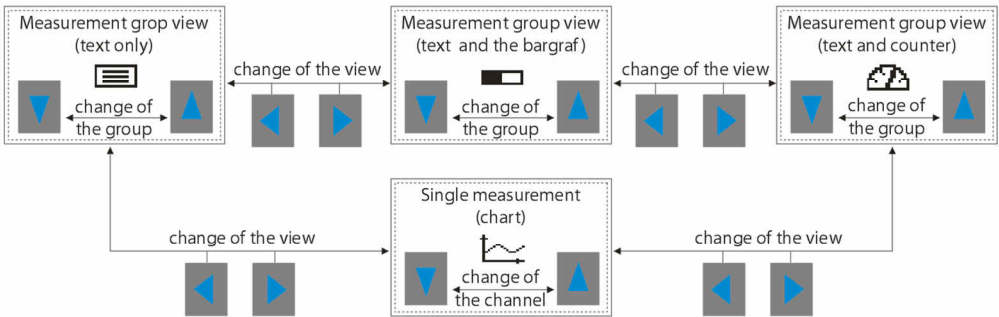 Measurement grop view
(text only)
change of
the group
change of the view
Measurement group view
(text and the bargraf)
change of
the group
change of the view
Measurement group view
(text and counter)
change of
the group
change of the view
Single measurement
(chart)
change of
the channel
change of the view